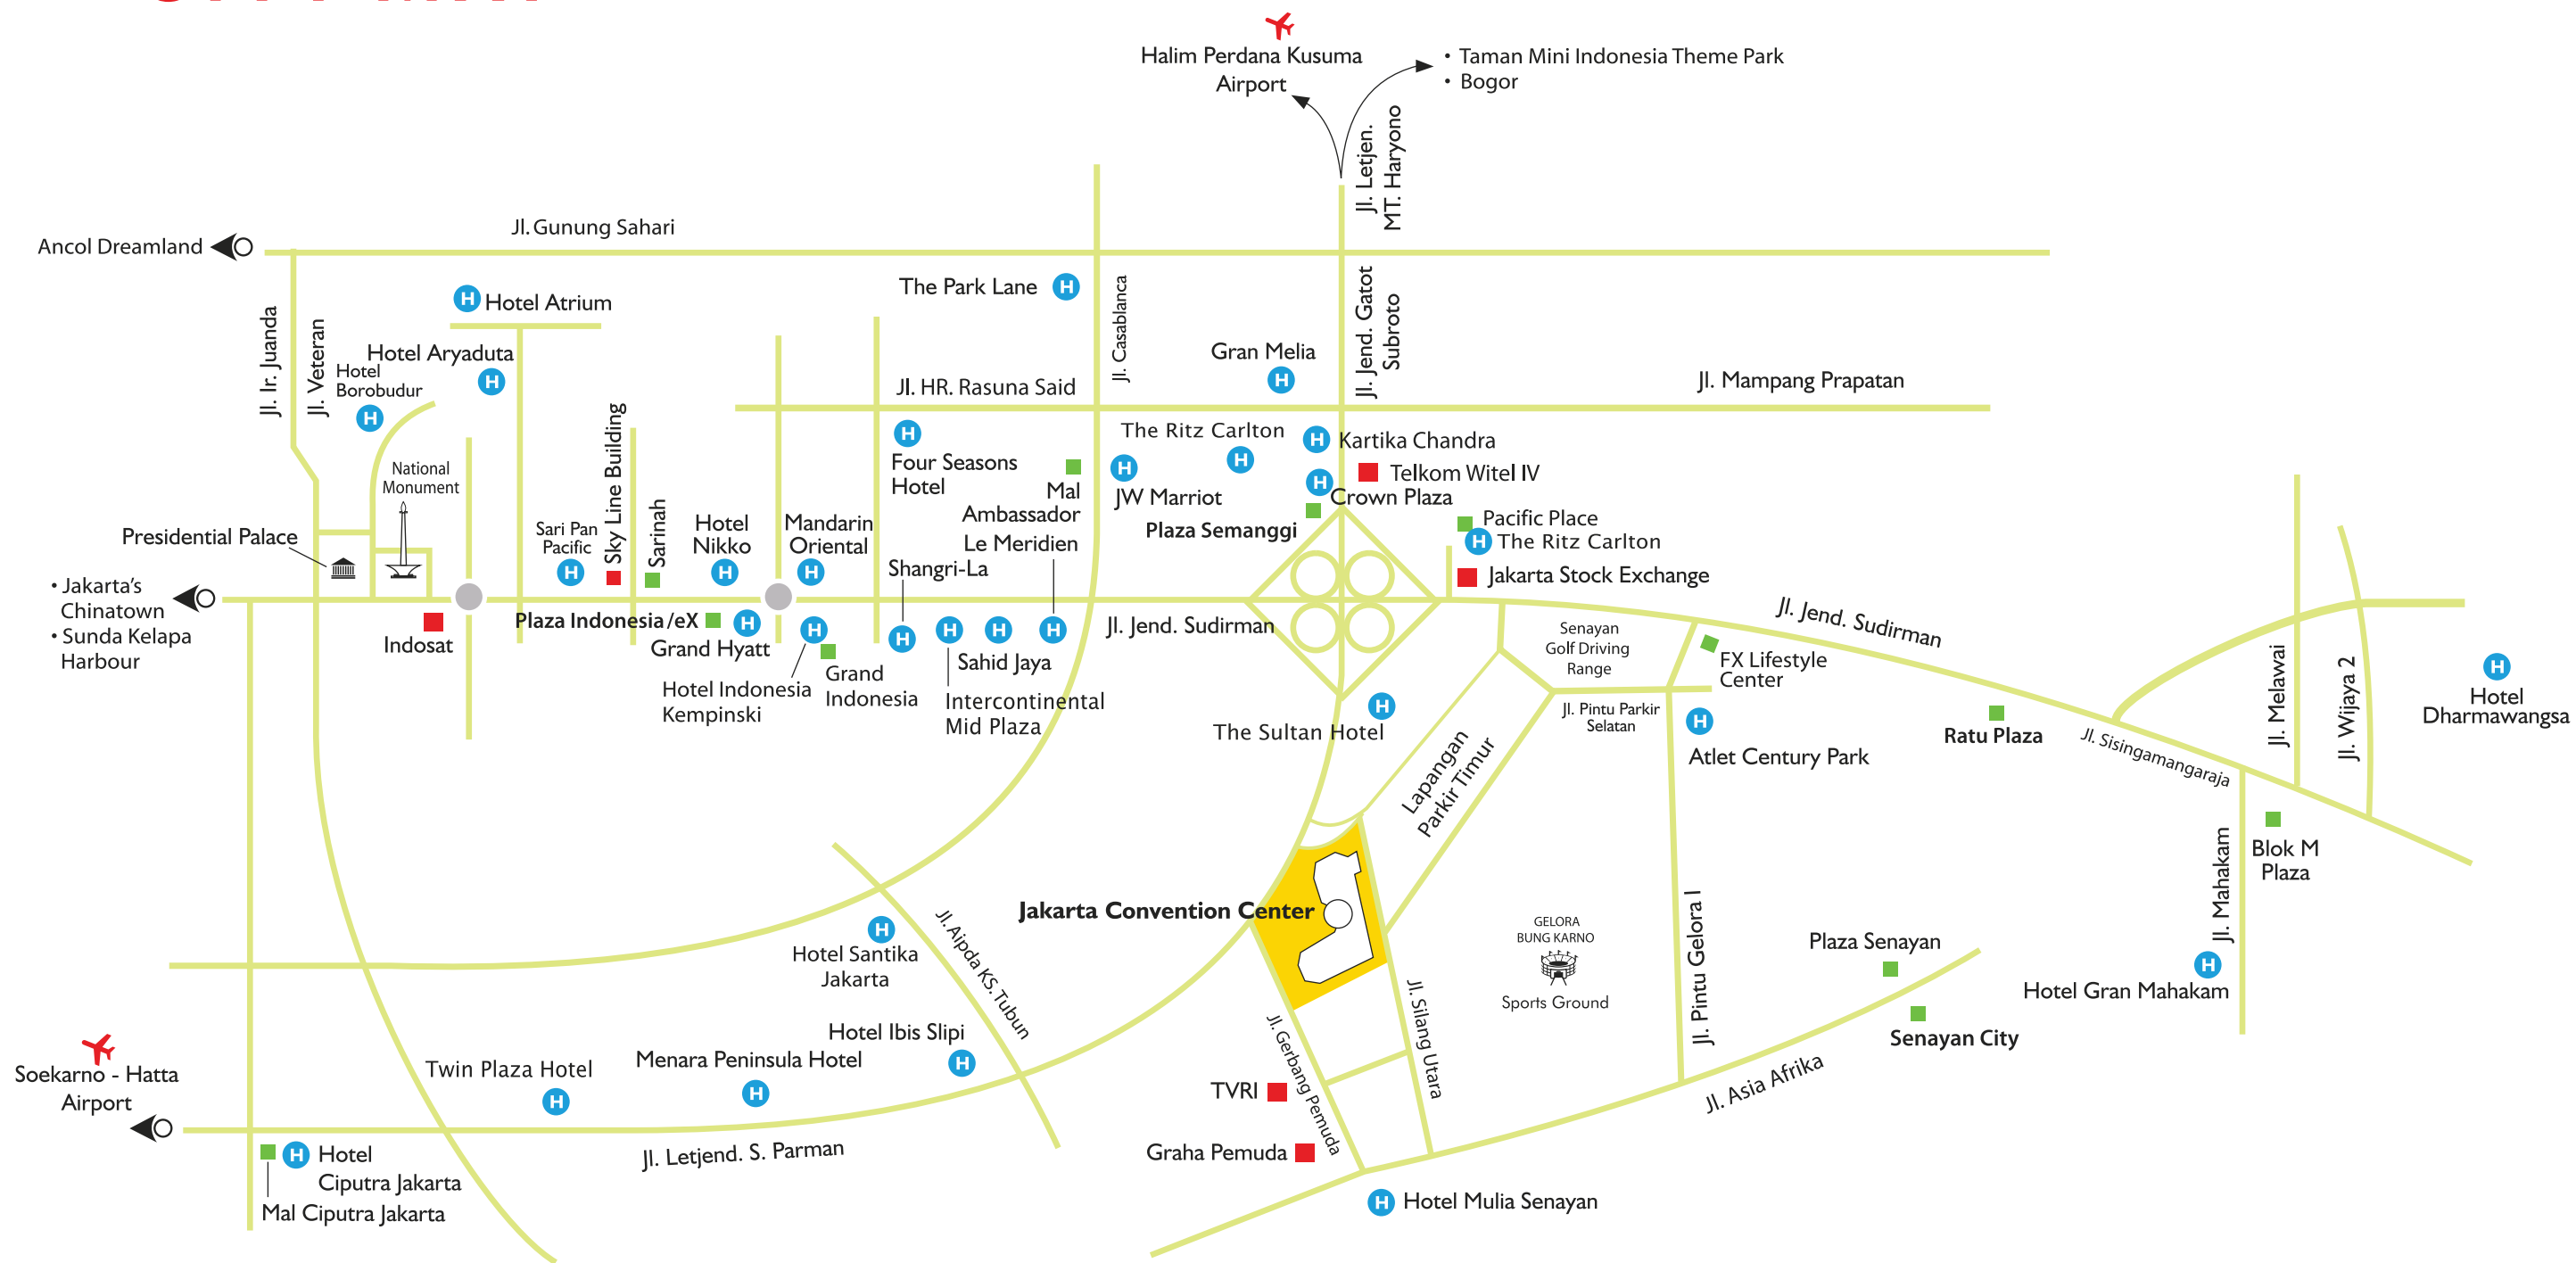 Halim Perdana Kusuma
Airport
• Taman Mini Indonesia Theme Park
• Bogor
Jl. Letjen.
MT. Haryono
Jl. Gunung Sahari
Ancol Dreamland
The Park Lane
H
Hotel Atrium
Jl. Ir. Juanda
Jl. Veteran
Jl. Casablanca
Jl. Jend. Gatot
Subroto
Hotel Aryaduta
Hotel
Borobudur
Gran Melia
Jl. HR. Rasuna Said
Jl. Mampang Prapatan
The Ritz Carlton
Kartika Chandra
Telkom Witel IV
Crown Plaza
JW Marriot
Plaza Semanggi
Four Seasons
Hotel
Mal
Ambassador
Le Meridien
National
Monument
Sky Line Building
Sarinah
Sari Pan
Pacific
Hotel
Nikko
Mandarin
Oriental
Shangri-La
Presidential Palace
Pacific Place
The Ritz Carlton
Jakarta Stock Exchange
• Jakarta's
Chinatown
• Sunda Kelapa
Harbour
Indosat
Plaza Indonesia/eX
Grand Hyatt
Hotel Indonesia
Kempinski
Grand
Indonesia
Sahid Jaya
Intercontinental
Mid Plaza
Jl. Jend. Sudirman
Senayan
Golf Driving
Range
Jl. Jend. Sudirman
FX Lifestyle
Center
Jl. Pintu Parkir
Selatan
The Sultan Hotel
Atlet Century Park
Ratu Plaza
Jl. Sisingamangaraja
Jl. Melawai
Jl. Wijaya 2
Hotel
Dharmawangsa
Lapangan
Parkir Timur
Blok M
Plaza
Jl. Mahakam
Jakarta Convention Center
Jl. Aipda KS. Tubun
Hotel Santika
Jakarta
GELORA
BUNG KARNO
Sports Ground
Jl. Pintu Gelora I
Plaza Senayan
Senayan City
Hotel Gran Mahakam
Hotel Ibis Slipi
Menara Peninsula Hotel
Twin Plaza Hotel
Soekarno - Hatta
Airport
Jl. Gerbang Pemuda
Jl. Silang Utara
TVRI
Graha Pemuda
Jl. Asia Afrika
Jl. Letjend. S. Parman
Hotel
Ciputra Jakarta
Mal Ciputra Jakarta
Hotel Mulia Senayan